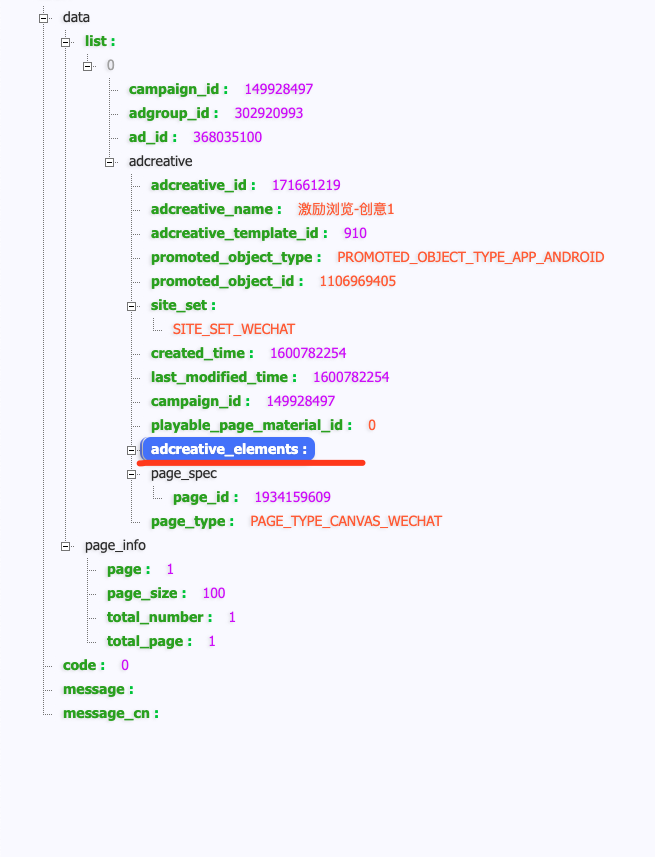 data
list :
0
campaign_id : 149928497
adgroup_id : 302920993
ad_id : 368035100
adcreative
adcreative_id : 171661219
adcreative_name : 激励浏览-创意1
adcreative_template_id : 910
promoted_object_type : PROMOTED_OBJECT_TYPE_APP_ANDROID
promoted_object_id : 1106969405
site_set :
SITE_SET_WECHAT
created_time : 1600782254
last_modified_time : 1600782254
campaign_id : 149928497
playable_page_material_id : 0
adcreative_elements :
page_spec
page_id : 1934159609
page_type : PAGE_TYPE_CANVAS_WECHAT
page_info
page : 1
page_size : 100
total_number : 1
total_page : 1
code : 0
message :
message_cn :